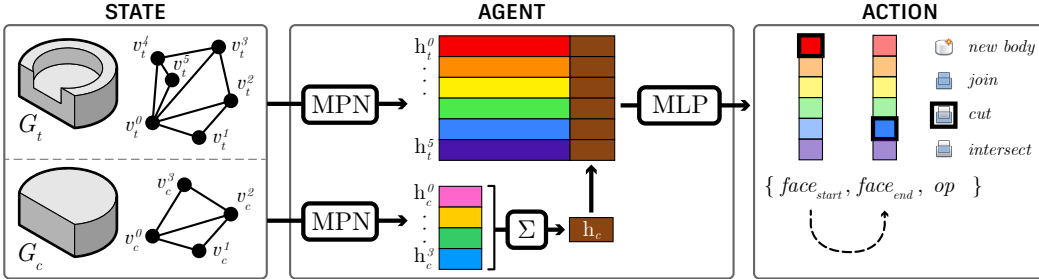 STATE
AGENT
ACTION
G_t
v_t^4
v_t^3
v_t^5
v_t^2
v_t^0
v_t^1
MPN
h_t^0
.
.
.
h_t^5
MLP
new body
join
cut
intersect
{ face_start, face_end, op }
G_c
v_c^3
v_c^2
v_c^0
v_c^1
MPN
h_c^0
.
.
.
h_c^3
Σ
h_c